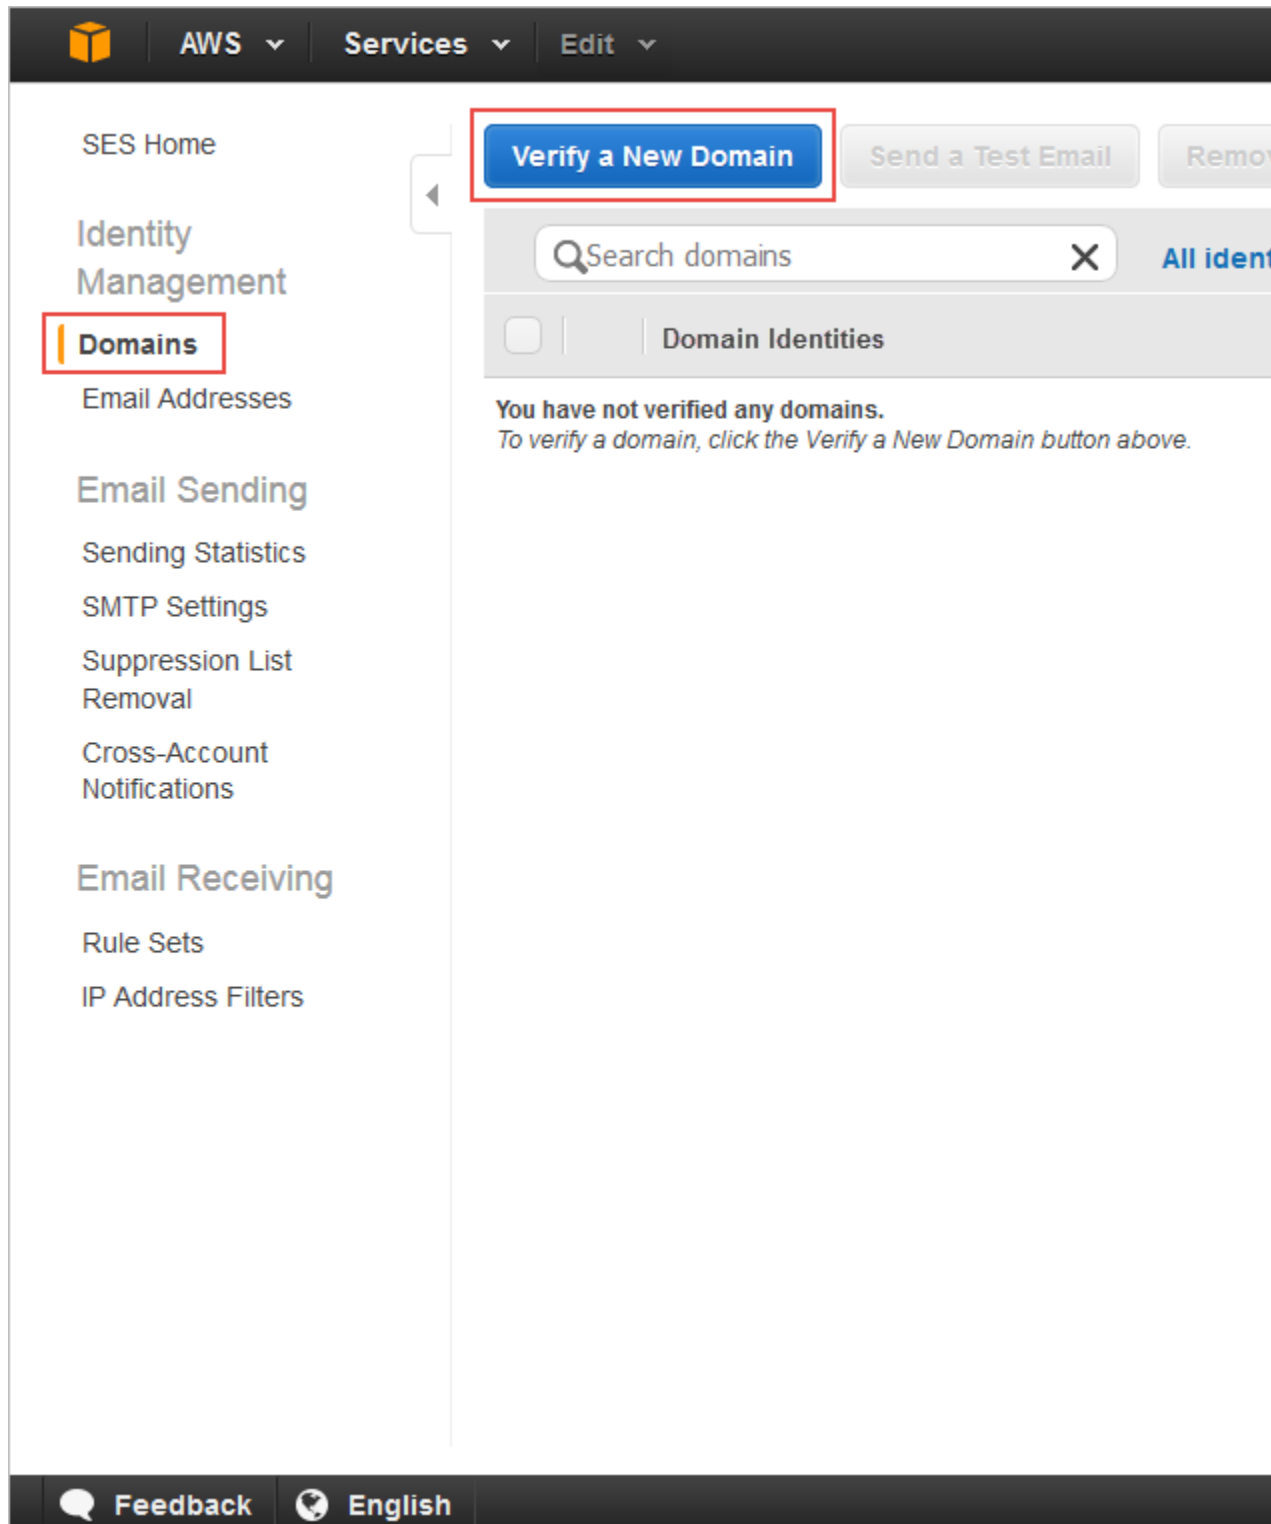 AWS Services Edit
SES Home
Identity
Management
Domains
Email Addresses
Email Sending
Sending Statistics
SMTP Settings
Suppression List
Removal
Cross-Account
Notifications
Email Receiving
Rule Sets
IP Address Filters
Verify a New Domain Send a Test Email Remov
Search domains All ident
Domain Identities
You have not verified any domains.
To verify a domain, click the Verify a New Domain button above.
Feedback English